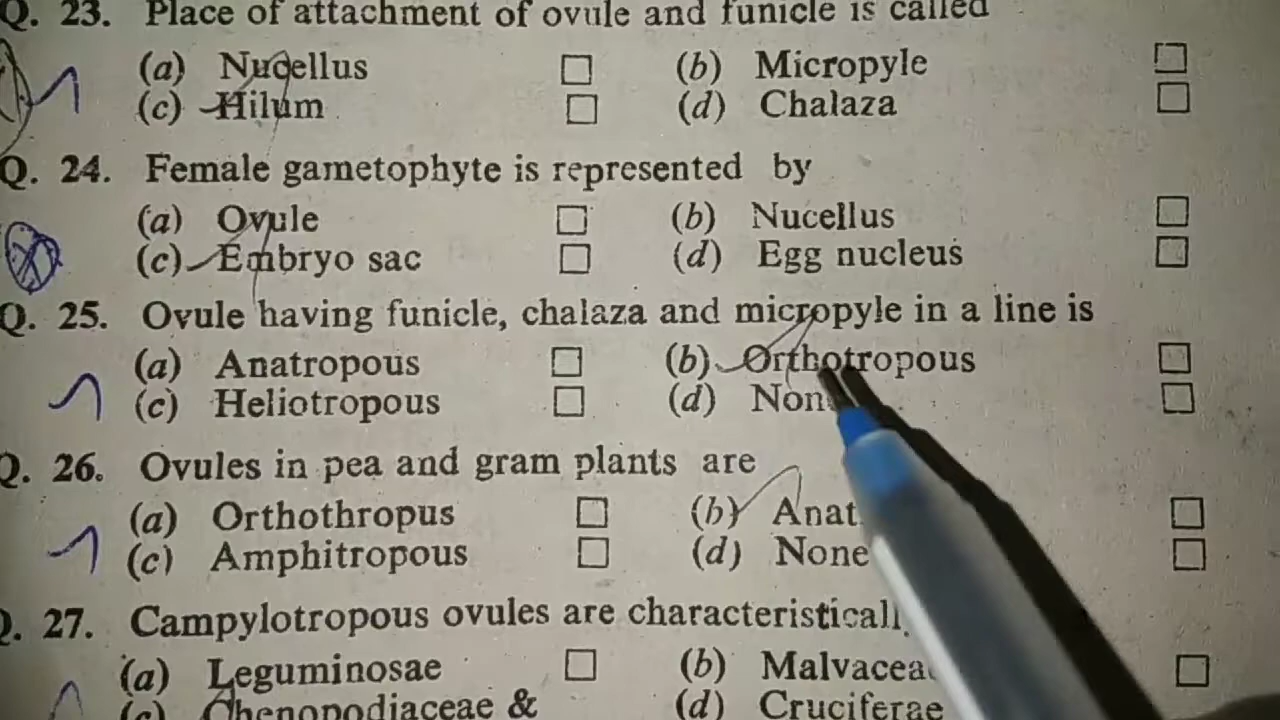 Q. 23. Place of attachment of ovule and funicle is called
(a) Nucellus (b) Micropyle
(c) Hilum (d) Chalaza
Q. 24. Female gametophyte is represented by
(a) Ovule (b) Nucellus
(c) Embryo sac (d) Egg nucleus
Q. 25. Ovule having funicle, chalaza and micropyle in a line is
(a) Anatropous (b) Orthotropous
(c) Heliotropous (d)
Q. 26. Ovules in pea and gram plants are
(a) Orthothropus (b)
(c) Amphitropous (d) None
Q. 27. Campylotropous ovules are
(a) Leguminosae (b)
(c) Chenopodiaceae & (d) Cruciferae